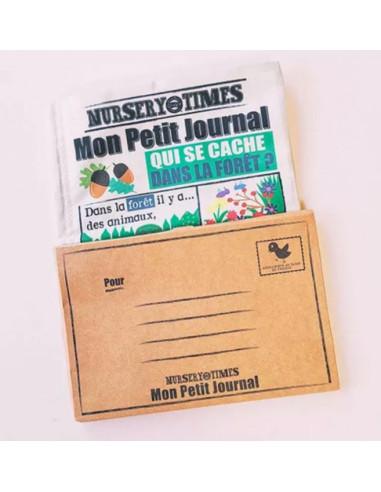 NURSERY TIMES
Mon Petit Journal
QUI SE CACHE
DANS LA FORÊT ?
Dans la forêt il y a...
des animaux,
Pour
NURSERY TIMES
Mon Petit Journal